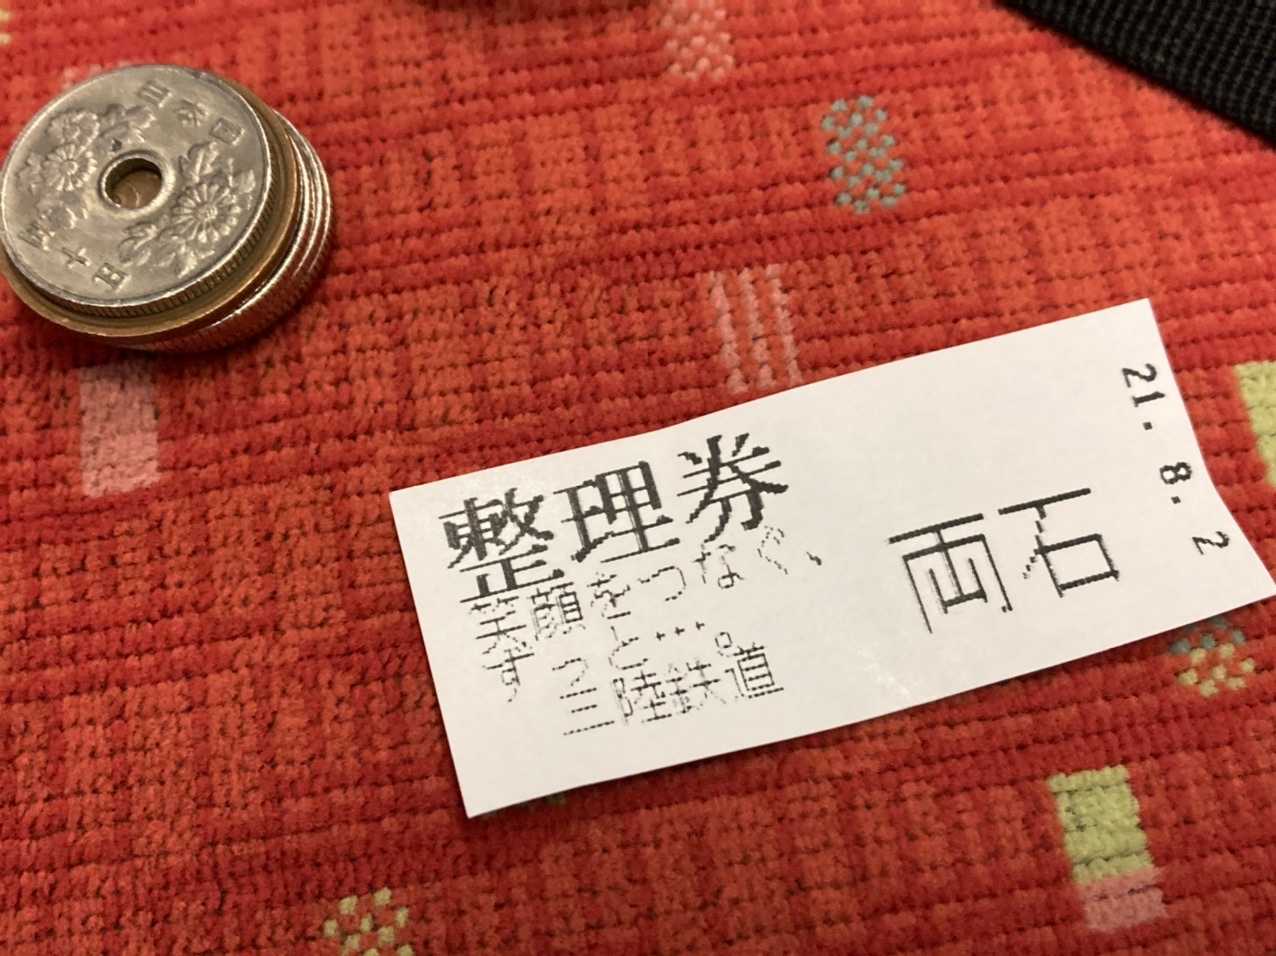 日本国
五十円
整理券
笑顔をつなぐ、
ずっと…。
三陸鉄道
両石
21. 8. 2